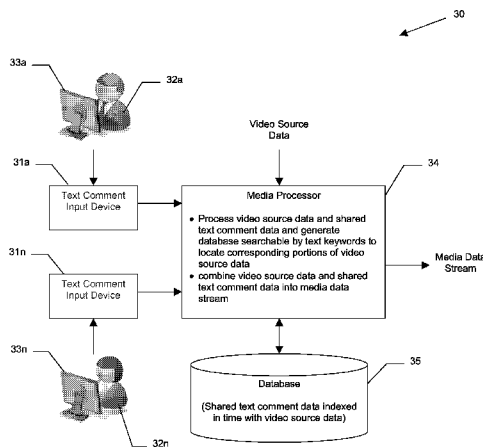 30
33a
32a
Video Source
Data
31a
34
Text Comment
Input Device
Media Processor
• Process video source data and shared
text comment data and generate
database searchable by text keywords to
locate corresponding portions of video
source data
• combine video source data and shared
text comment data into media data
stream
Media Data
Stream
31n
Text Comment
Input Device
33n
35
Database
(Shared text comment data indexed
in time with video source data)
32n